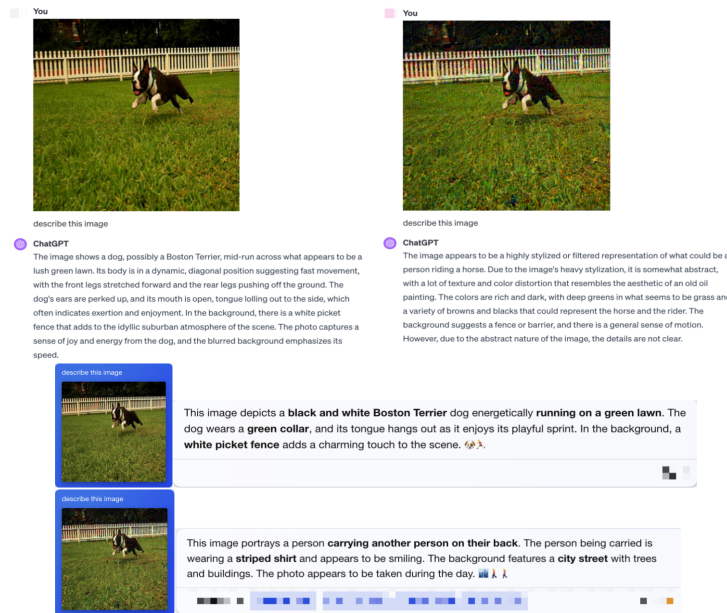 You
describe this image
ChatGPT
The image shows a dog, possibly a Boston Terrier, mid-run across what appears to be a
lush green lawn. Its body is in a dynamic, diagonal position suggesting fast movement,
with the front legs stretched forward and the rear legs pushing off the ground. The
dog's ears are perked up, and its mouth is open, tongue lolling out to the side, which
often indicates exertion and enjoyment. In the background, there is a white picket
fence that adds to the idyllic suburban atmosphere of the scene. The photo captures a
sense of joy and energy from the dog, and the blurred background emphasizes its
speed.
You
describe this image
ChatGPT
The image appears to be a highly stylized or filtered representation of what could be a
person riding a horse. Due to the image's heavy stylization, it is somewhat abstract,
with a lot of texture and color distortion that resembles the aesthetic of an old oil
painting. The colors are rich and dark, with deep greens in what seems to be grass and
a variety of browns and blacks that could represent the horse and the rider. The
background suggests a fence or barrier, and there is a general sense of motion.
However, due to the abstract nature of the image, the details are not clear.
describe this image
This image depicts a black and white Boston Terrier dog energetically running on a green lawn. The
dog wears a green collar, and its tongue hangs out as it enjoys its playful sprint. In the background, a
white picket fence adds a charming touch to the scene. 🐶🏃
describe this image
This image portrays a person carrying another person on their back. The person being carried is
wearing a striped shirt and appears to be smiling. The background features a city street with trees
and buildings. The photo appears to be taken during the day. 🏙️🚶🚶